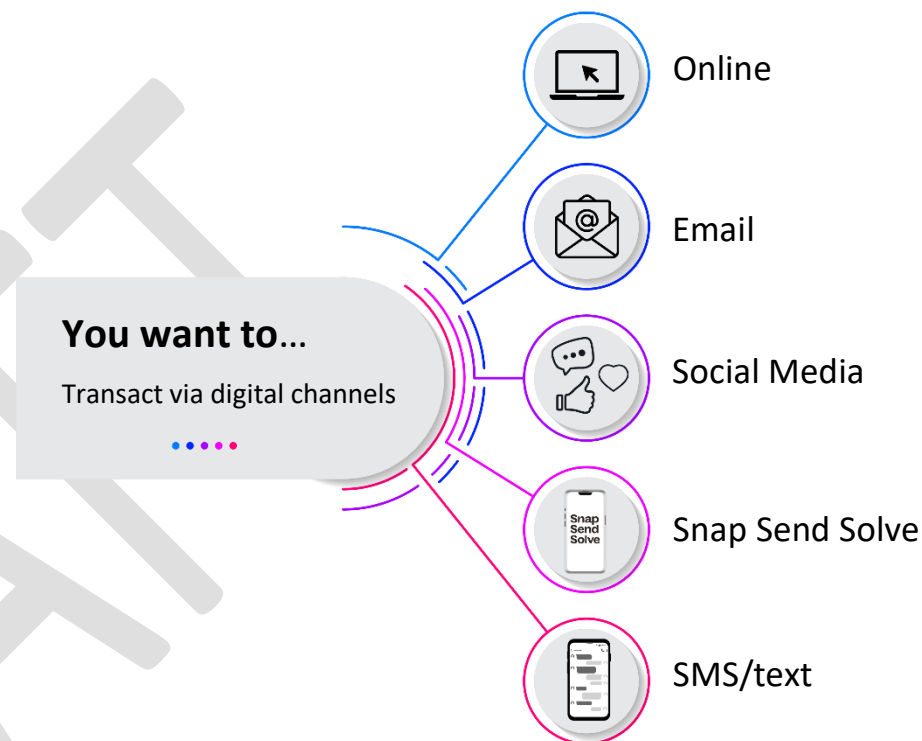 Online
Email
You want to...
Transact via digital channels
Social Media
Snap
Send
Solve
Snap Send Solve
SMS/text